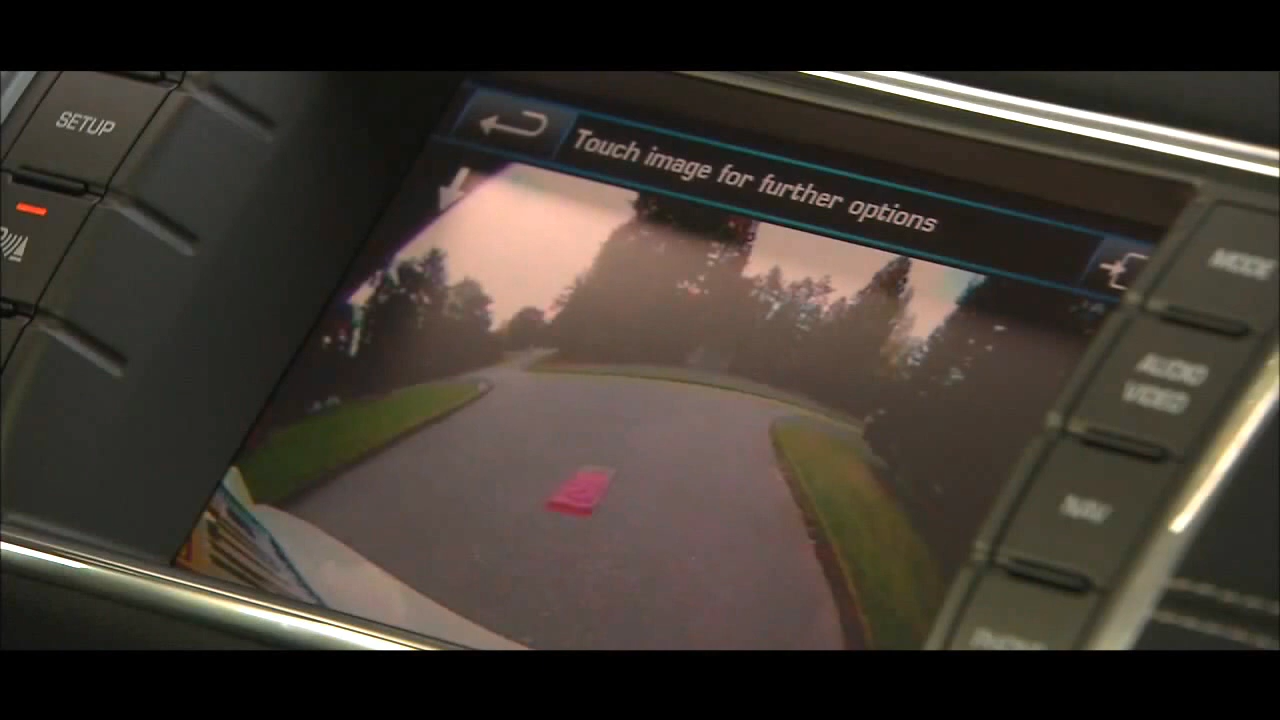 SETUP
Touch image for further options
MODE
AUDIO
VIDEO
NAV